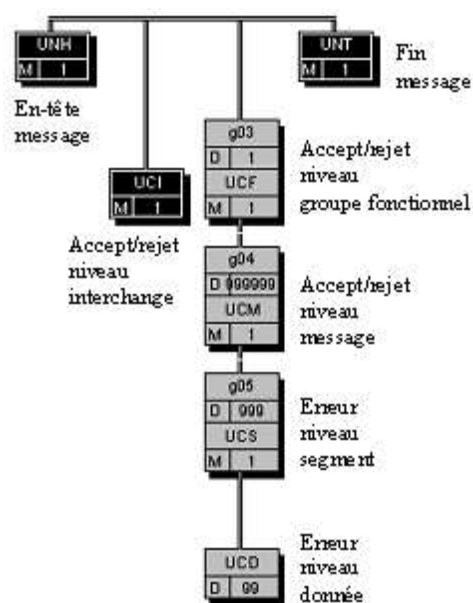 UNH
M 1
En-tête
message
UNT
M 1
Fin
message
UCI
M 1
Accept/rejet
niveau
interchange
g03
D 1
UCF
M 1
Accept/rejet
niveau
groupe fonctionnel
g04
D 999999
UCM
M 1
Accept/rejet
niveau
message
g05
D 999
UCS
M 1
Erreur
niveau
segment
UCD
D 99
Erreur
niveau
donnée